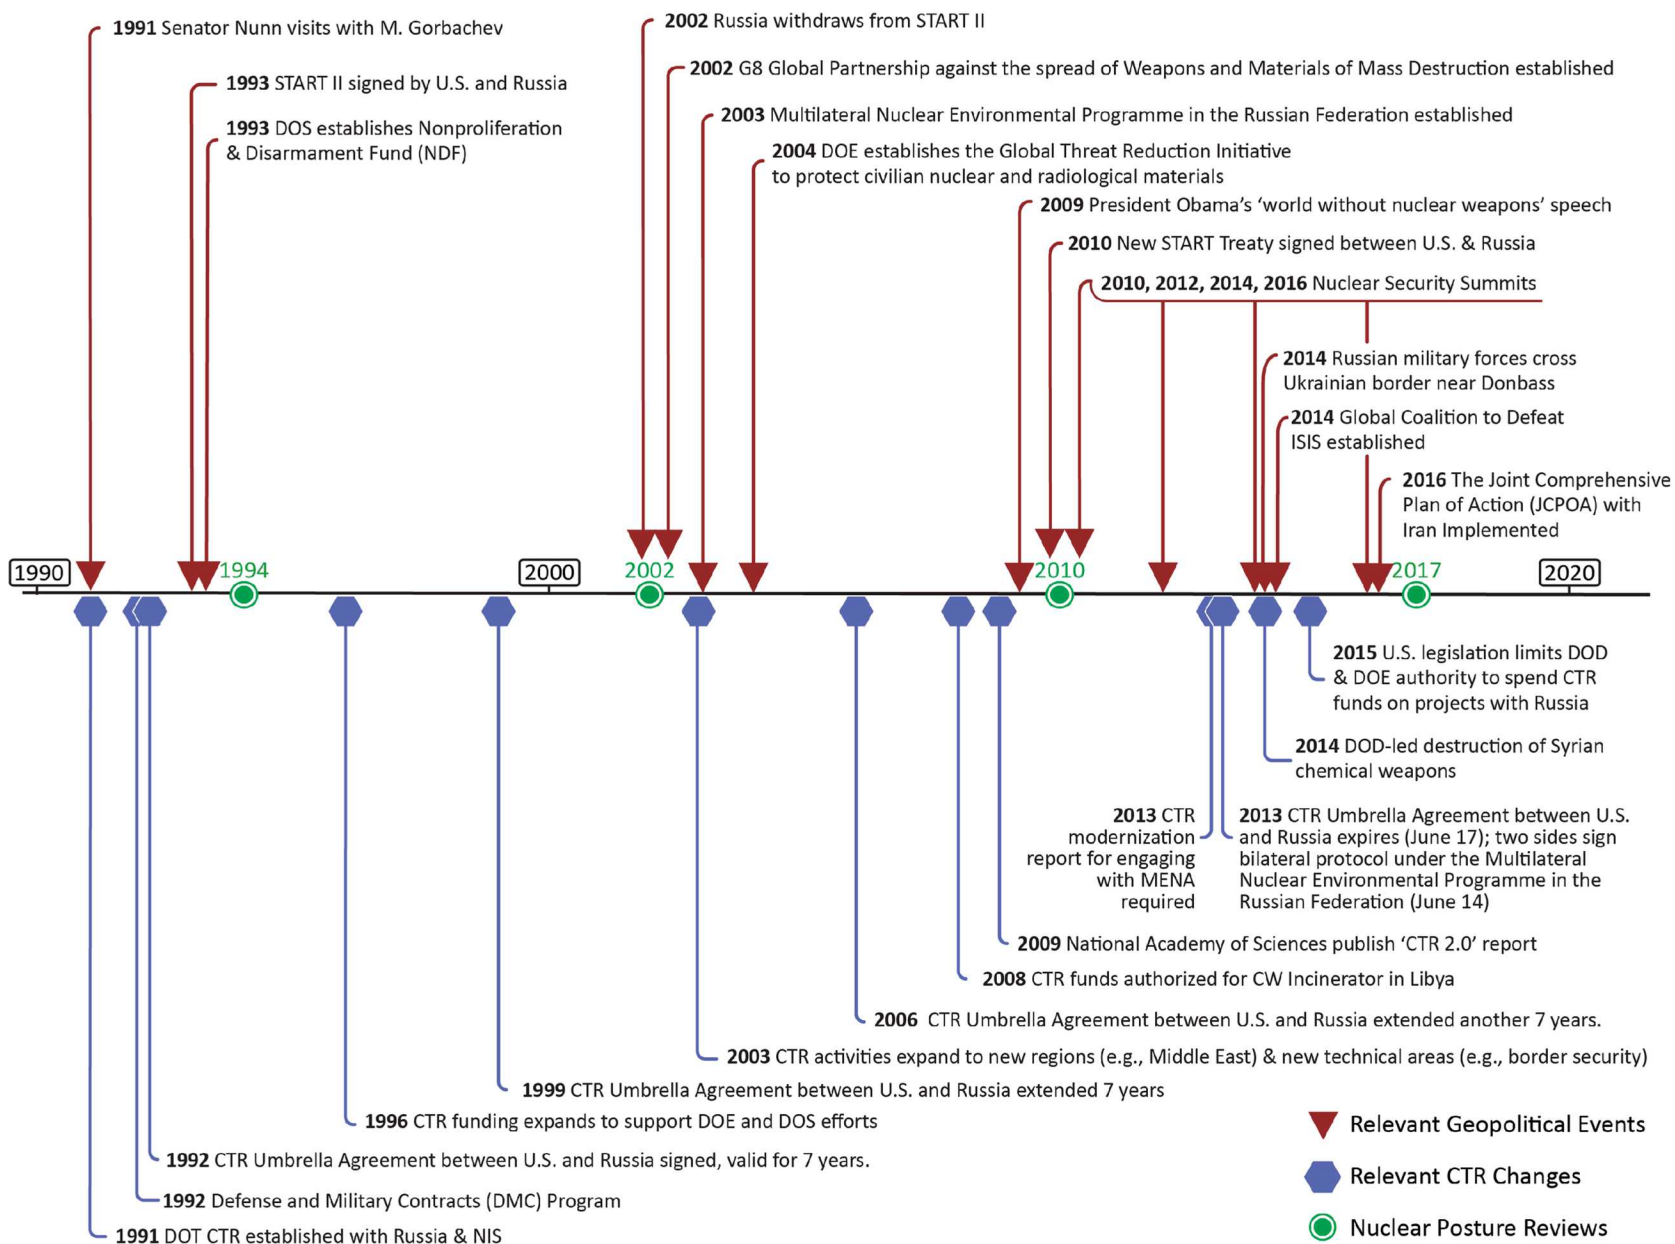 1991 Senator Nunn visits with M. Gorbachev
1993 START II signed by U.S. and Russia
1993 DOS establishes Nonproliferation
& Disarmament Fund (NDF)
2002 Russia withdraws from START II
2002 G8 Global Partnership against the spread of Weapons and Materials of Mass Destruction established
2003 Multilateral Nuclear Environmental Programme in the Russian Federation established
2004 DOE establishes the Global Threat Reduction Initiative
to protect civilian nuclear and radiological materials
2009 President Obama's ‘world without nuclear weapons’ speech
2010 New START Treaty signed between U.S. & Russia
2010, 2012, 2014, 2016 Nuclear Security Summits
2014 Russian military forces cross
Ukrainian border near Donbass
2014 Global Coalition to Defeat
ISIS established
2016 The Joint Comprehensive
Plan of Action (JCPOA) with
Iran Implemented
1990
1994
2000
2002
2010
2017
2020
2015 U.S. legislation limits DOD
& DOE authority to spend CTR
funds on projects with Russia
2014 DOD-led destruction of Syrian
chemical weapons
2013 CTR
modernization
report for engaging
with MENA
required
2013 CTR Umbrella Agreement between U.S.
and Russia expires (June 17); two sides sign
bilateral protocol under the Multilateral
Nuclear Environmental Programme in the
Russian Federation (June 14)
2009 National Academy of Sciences publish ‘CTR 2.0’ report
2008 CTR funds authorized for CW Incinerator in Libya
2006 CTR Umbrella Agreement between U.S. and Russia extended another 7 years.
2003 CTR activities expand to new regions (e.g., Middle East) & new technical areas (e.g., border security)
1999 CTR Umbrella Agreement between U.S. and Russia extended 7 years
1996 CTR funding expands to support DOE and DOS efforts
1992 CTR Umbrella Agreement between U.S. and Russia signed, valid for 7 years.
1992 Defense and Military Contracts (DMC) Program
1991 DOT CTR established with Russia & NIS
Relevant Geopolitical Events
Relevant CTR Changes
Nuclear Posture Reviews